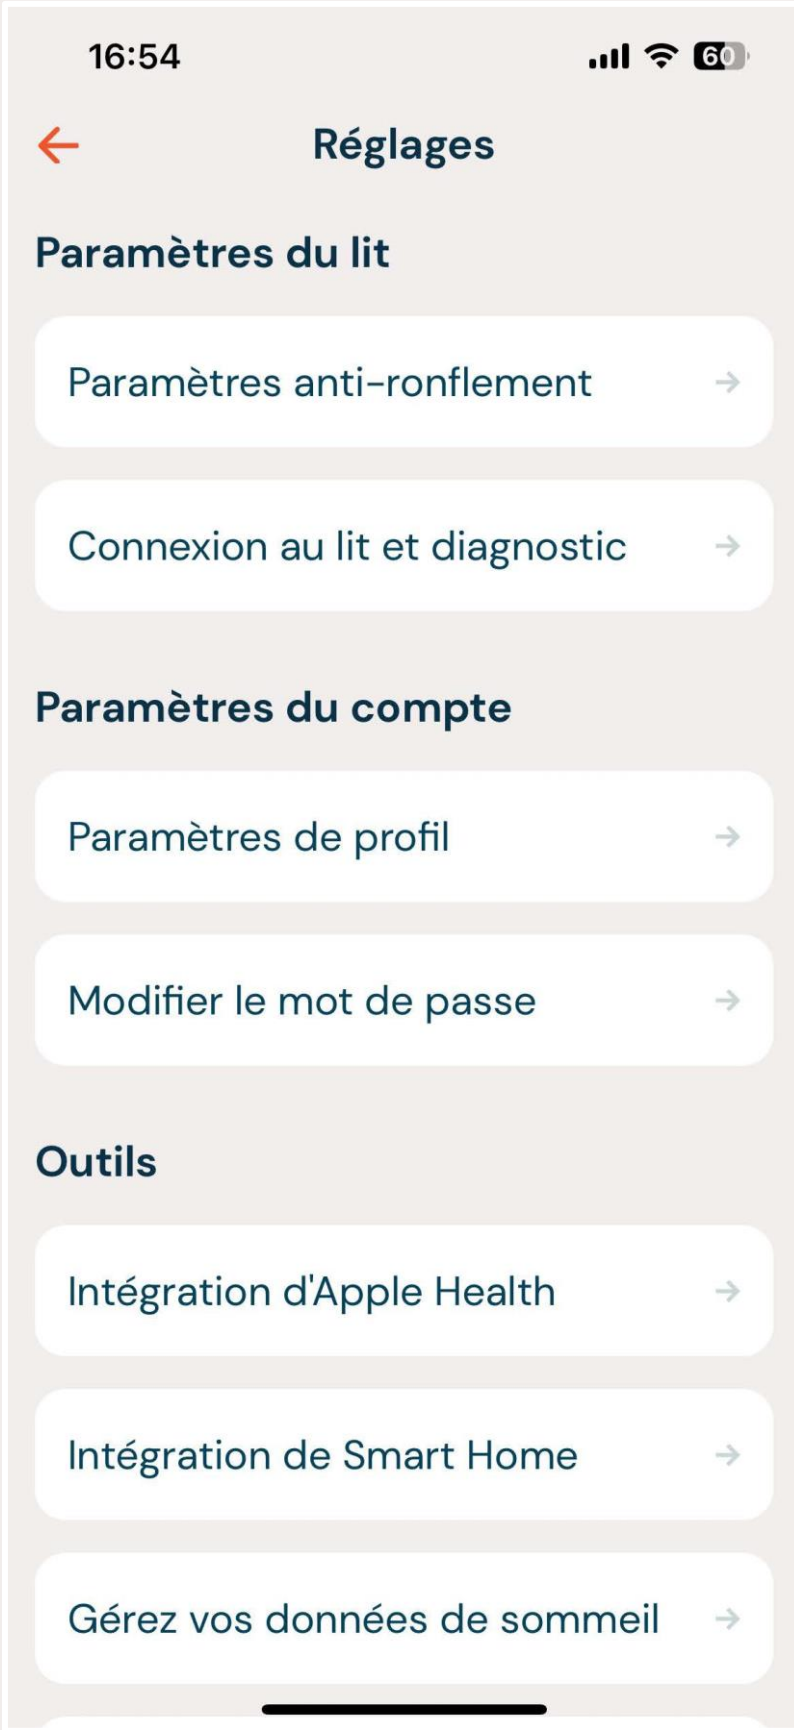 16:54
60
Réglages
Paramètres du lit
Paramètres anti-ronflement
Connexion au lit et diagnostic
Paramètres du compte
Paramètres de profil
Modifier le mot de passe
Outils
Intégration d'Apple Health
Intégration de Smart Home
Gérez vos données de sommeil